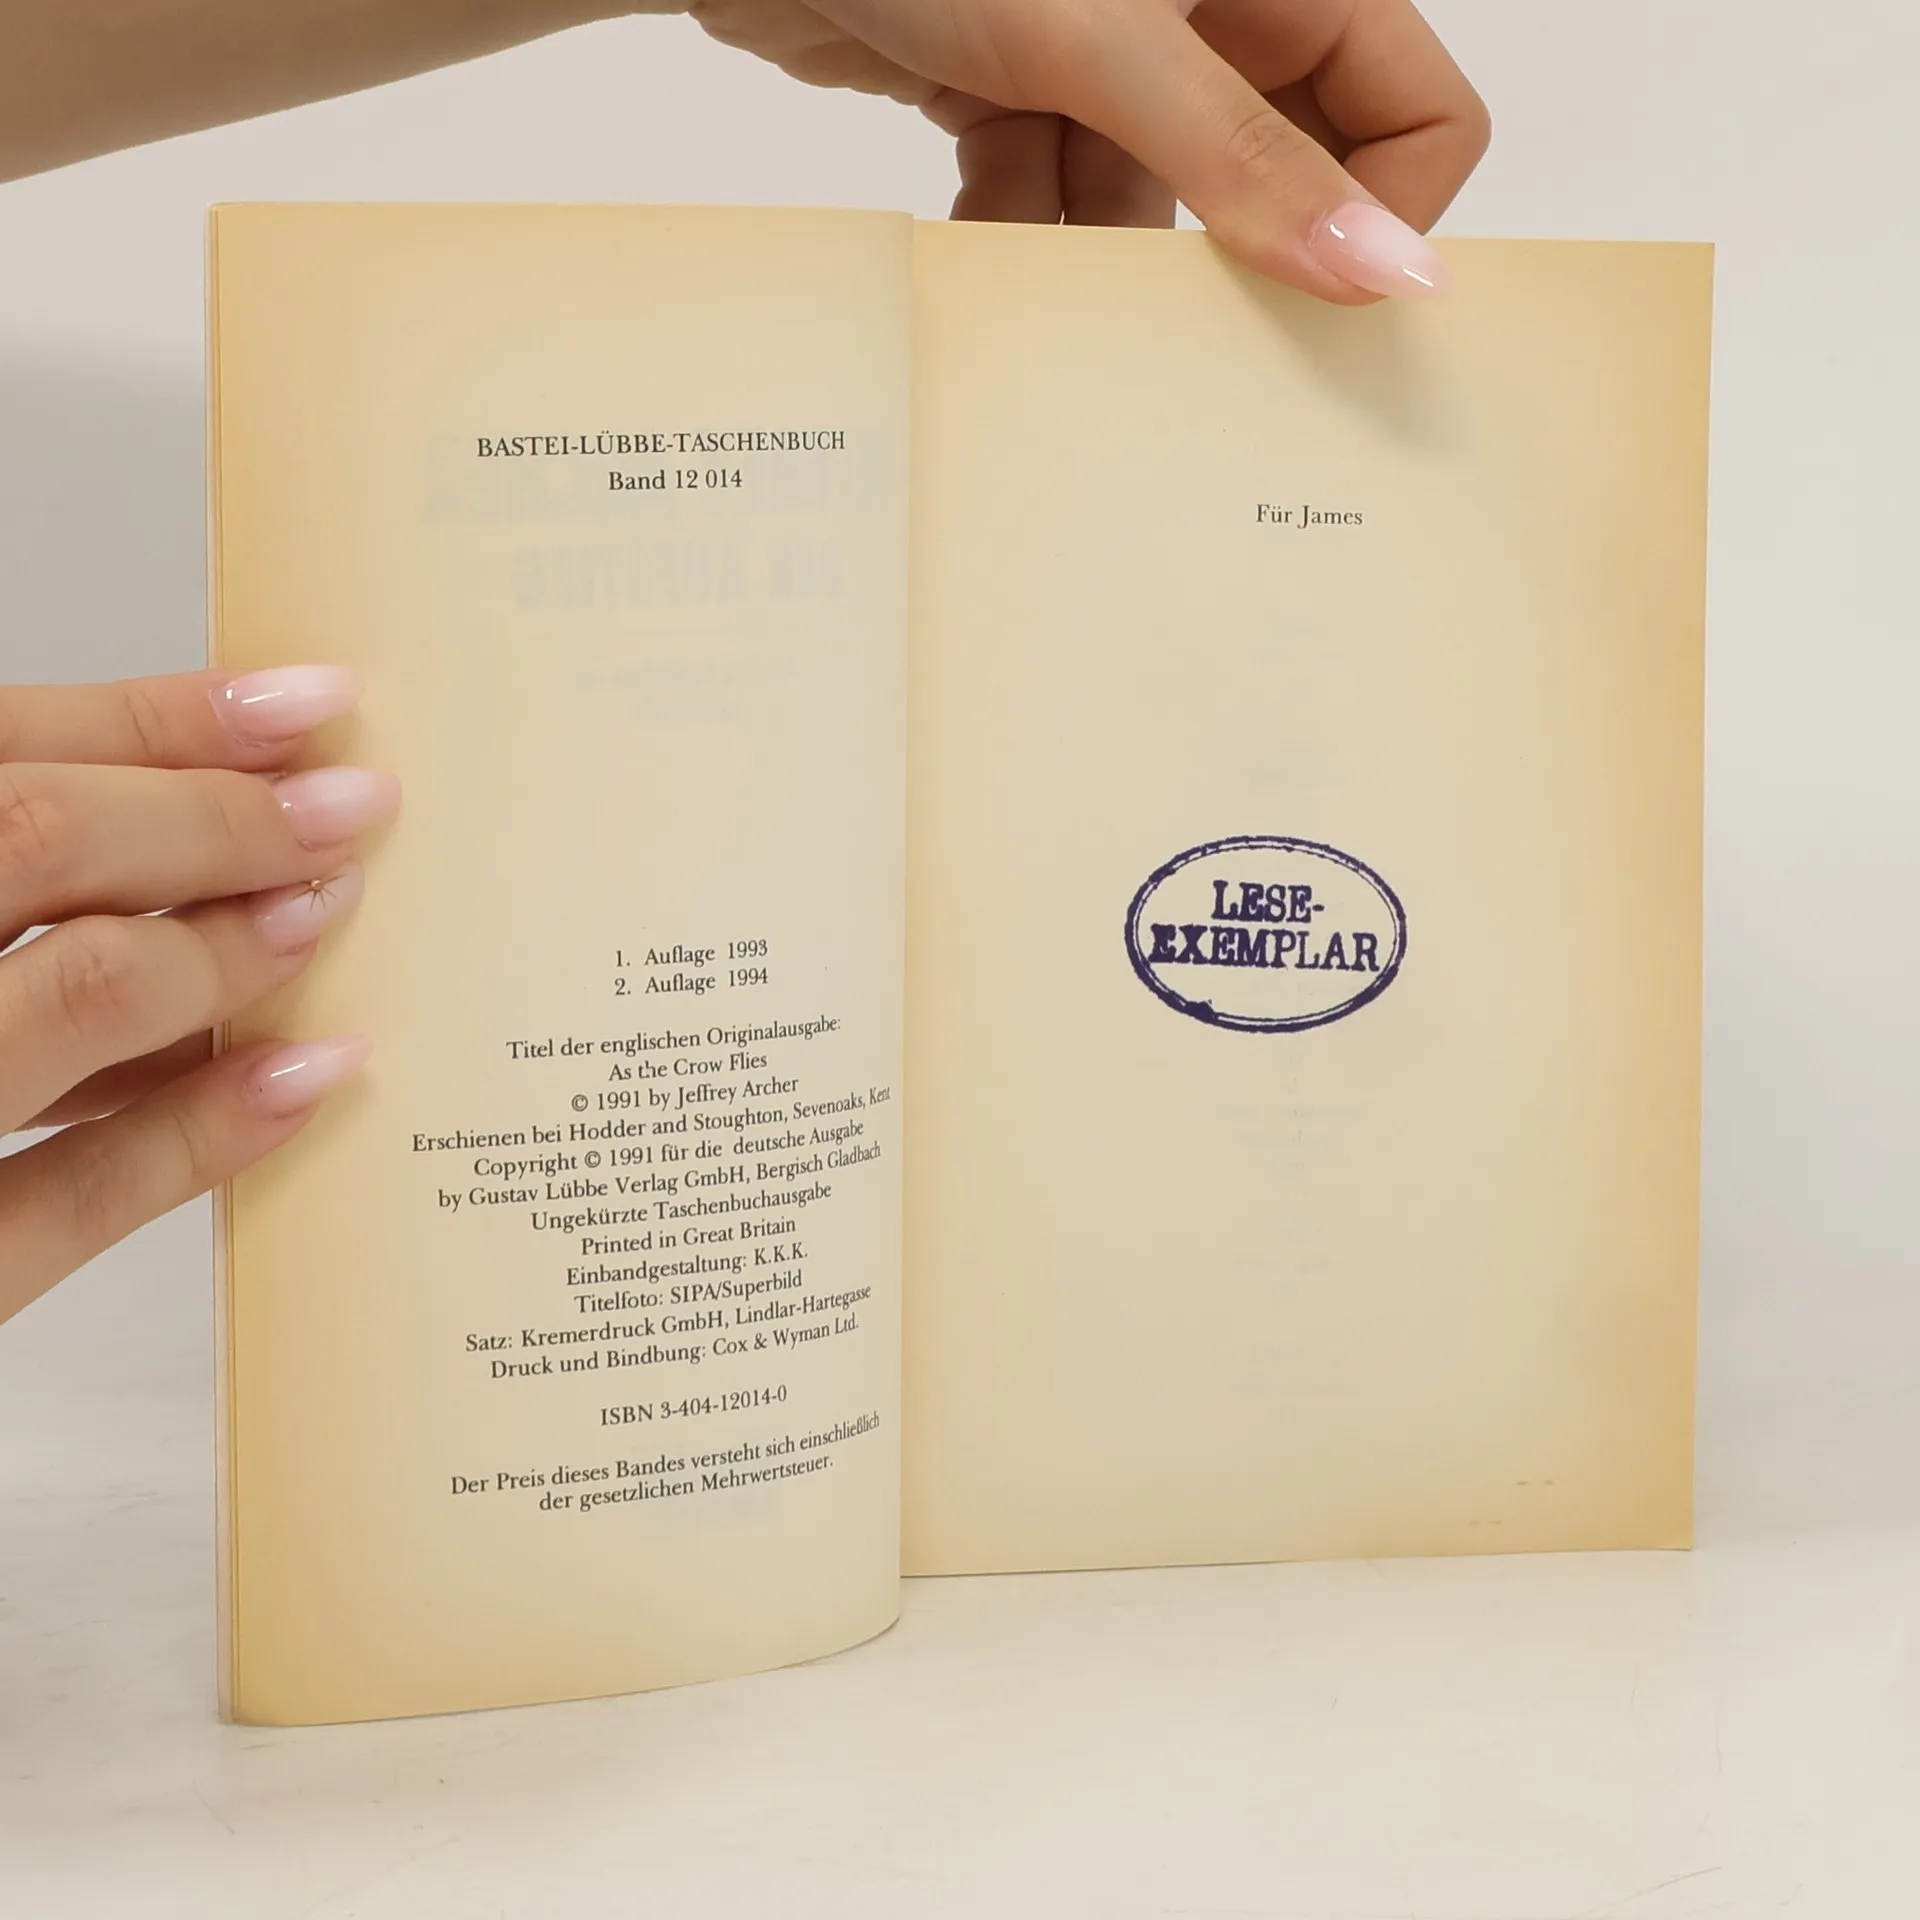 BASTEI-LÜBBE-TASCHENBUCH
Band 12 014
1. Auflage 1993
2. Auflage 1994
Titel der englischen Originalausgabe:
As the Crow Flies
© 1991 by Jeffrey Archer
Erschienen bei Hodder and Stoughton, Sevenoaks, Kent
Copyright © 1991 für die deutsche Ausgabe
by Gustav Lübbe Verlag GmbH, Bergisch Gladbach
Ungekürzte Taschenbuchausgabe
Printed in Great Britain
Einbandgestaltung: K.K.K.
Titelfoto: SIPA/Superbild
Satz: Kremerdruck GmbH, Lindlar-Hartegasse
Druck und Bindbung: Cox & Wyman Ltd.
ISBN 3-404-12014-0
Der Preis dieses Bandes versteht sich einschließlich
der gesetzlichen Mehrwertsteuer.
Für James
LESE-
EXEMPLAR